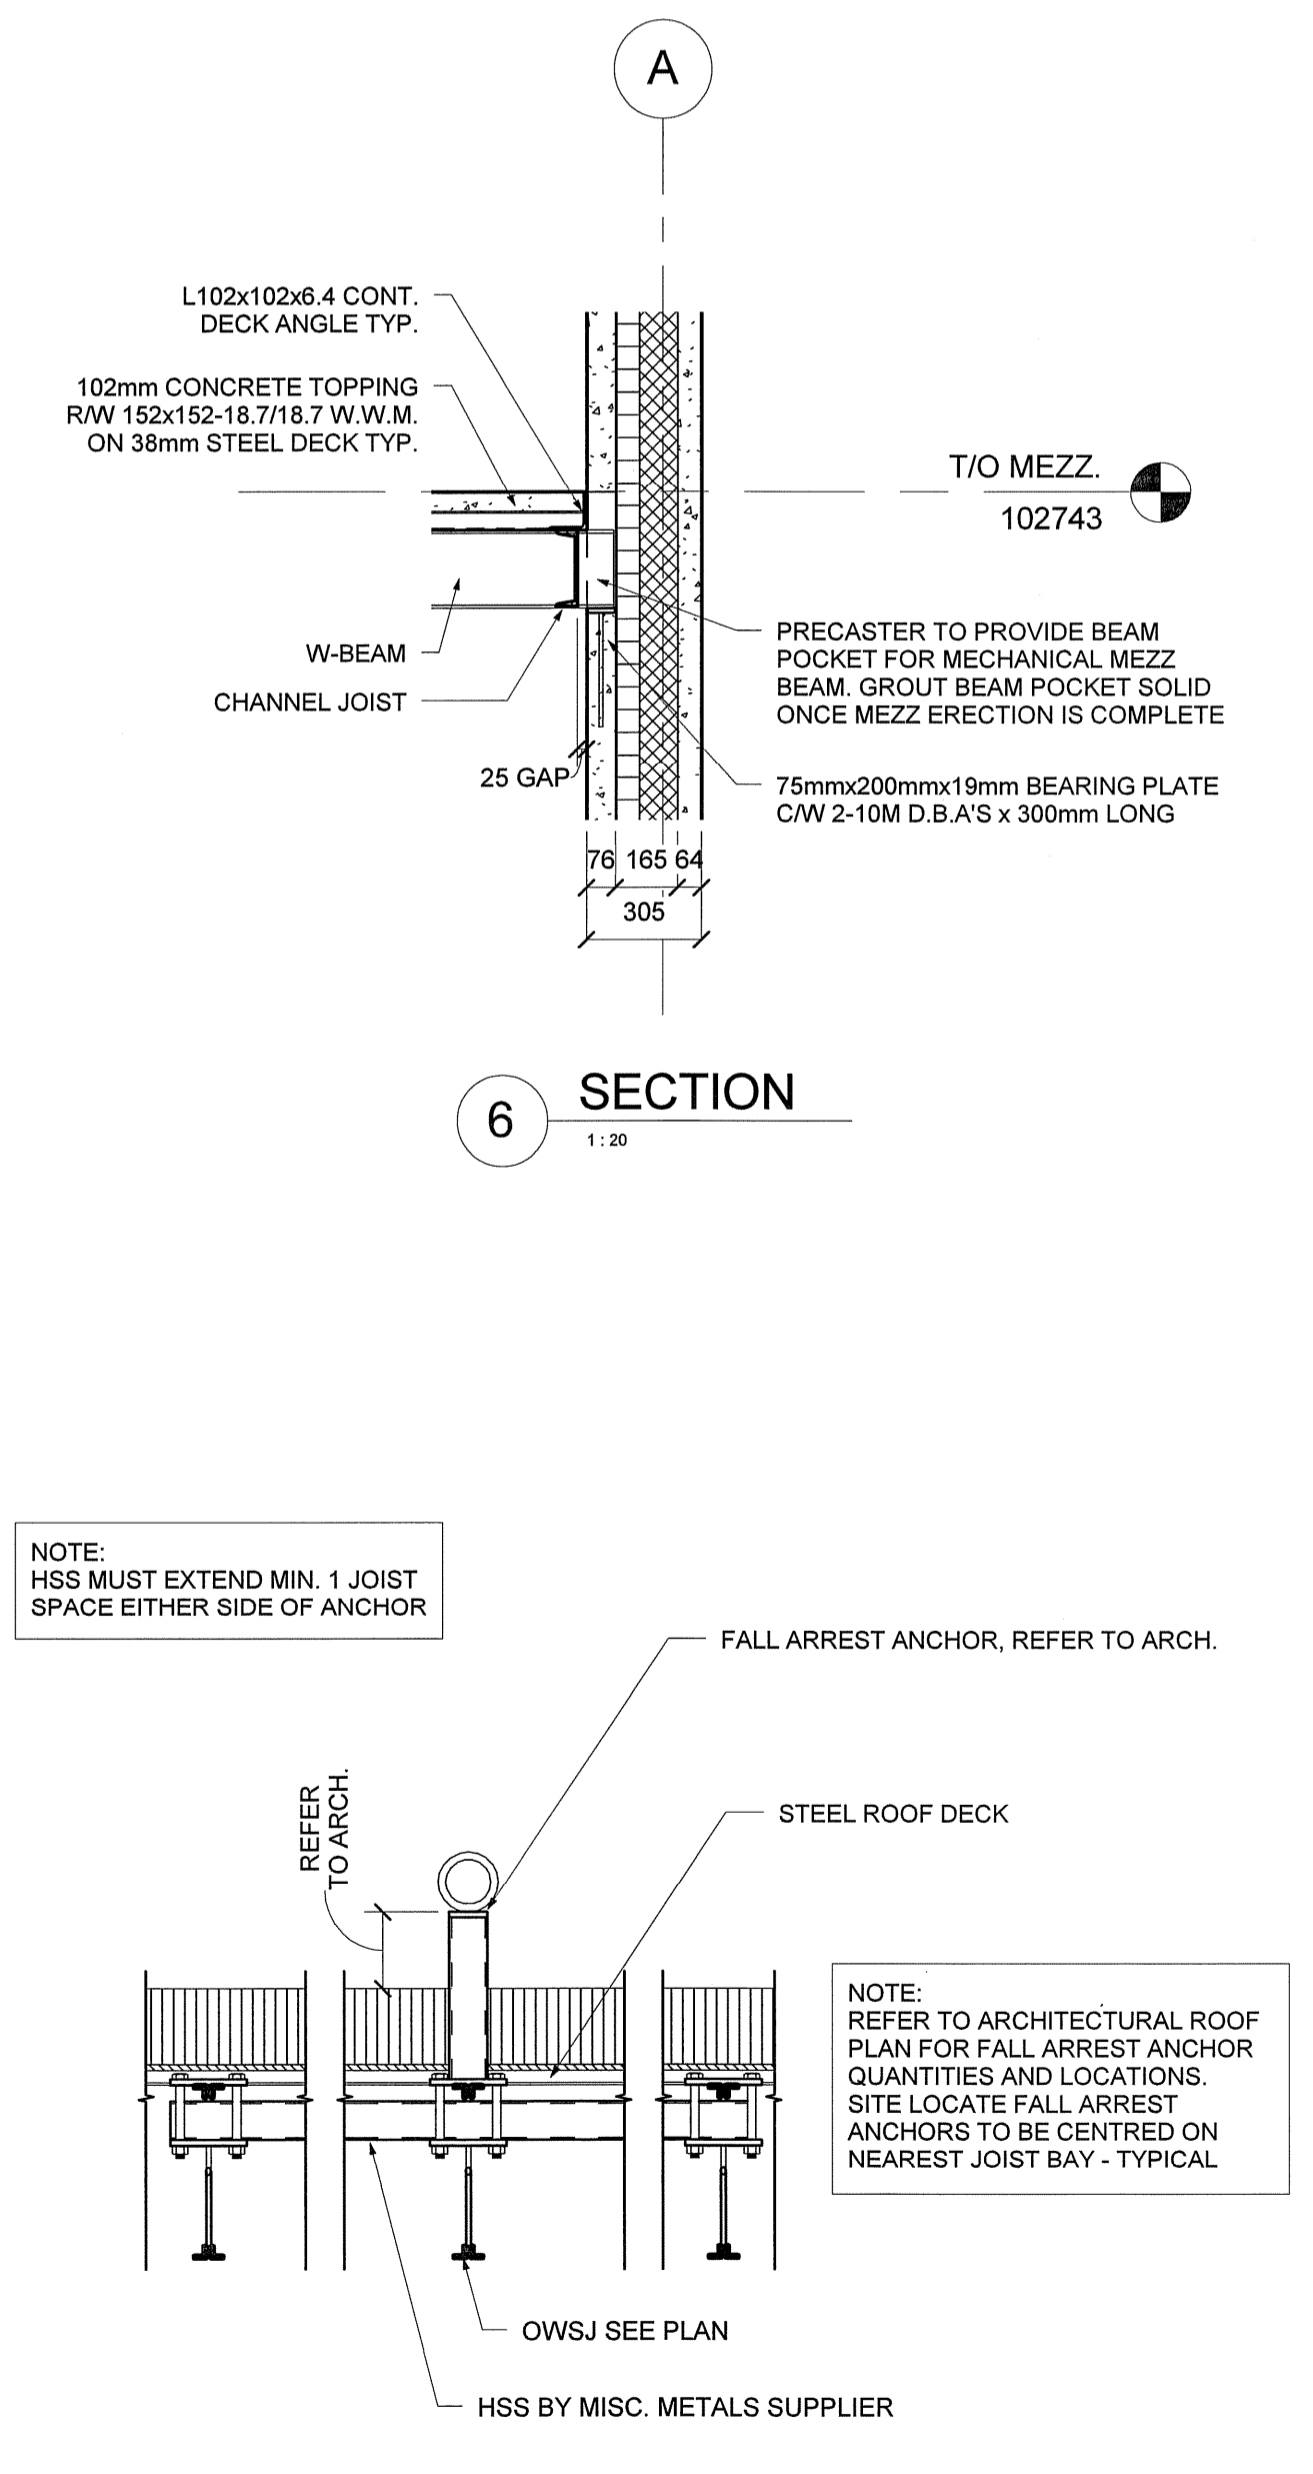 A
L102x102x6.4 CONT.
DECK ANGLE TYP.
102mm CONCRETE TOPPING
R/W 152x152-18.7/18.7 W.W.M.
ON 38mm STEEL DECK TYP.
T/O MEZZ.
102743
W-BEAM
CHANNEL JOIST
PRECASTER TO PROVIDE BEAM
POCKET FOR MECHANICAL MEZZ
BEAM. GROUT BEAM POCKET SOLID
ONCE MEZZ ERECTION IS COMPLETE
25 GAP
75mmx200mmx19mm BEARING PLATE
C/W 2-10M D.B.A'S x 300mm LONG
76 165 64
305
6
SECTION
1 : 20
NOTE:
HSS MUST EXTEND MIN. 1 JOIST
SPACE EITHER SIDE OF ANCHOR
FALL ARREST ANCHOR, REFER TO ARCH.
REFER
TO ARCH.
STEEL ROOF DECK
NOTE:
REFER TO ARCHITECTURAL ROOF
PLAN FOR FALL ARREST ANCHOR
QUANTITIES AND LOCATIONS.
SITE LOCATE FALL ARREST
ANCHORS TO BE CENTRED ON
NEAREST JOIST BAY - TYPICAL
OWSJ SEE PLAN
HSS BY MISC. METALS SUPPLIER